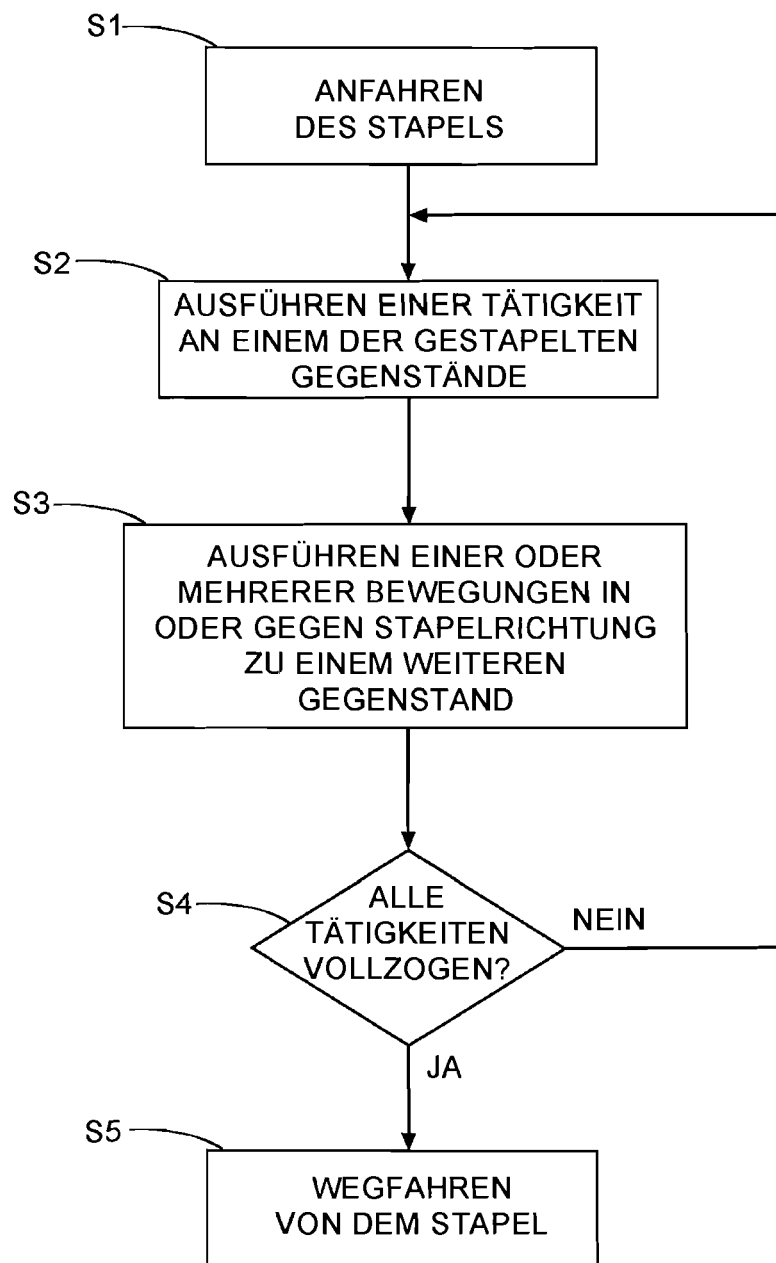 S1
ANFAHREN
DES STAPELS
S2
AUSFÜHREN EINER TÄTIGKEIT
AN EINEM DER GESTAPELTEN
GEGENSTÄNDE
S3
AUSFÜHREN EINER ODER
MEHRERER BEWEGUNGEN IN
ODER GEGEN STAPELRICHTUNG
ZU EINEM WEITEREN
GEGENSTAND
S4
ALLE
TÄTIGKEITEN
VOLLZOGEN?
NEIN
JA
S5
WEGFAHREN
VON DEM STAPEL